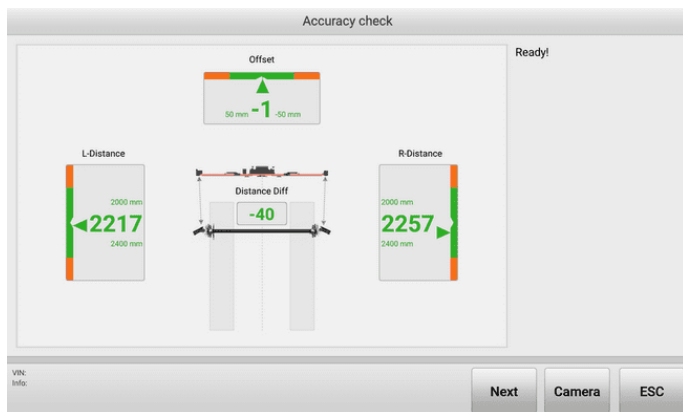 Accuracy check
Ready!
Offset
50 mm -1 -50 mm
L-Distance
R-Distance
2000 mm
2217
2400 mm
Distance Diff
-40
2000 mm
2257
2400 mm
VIN:
Info:
Next
Camera
ESC